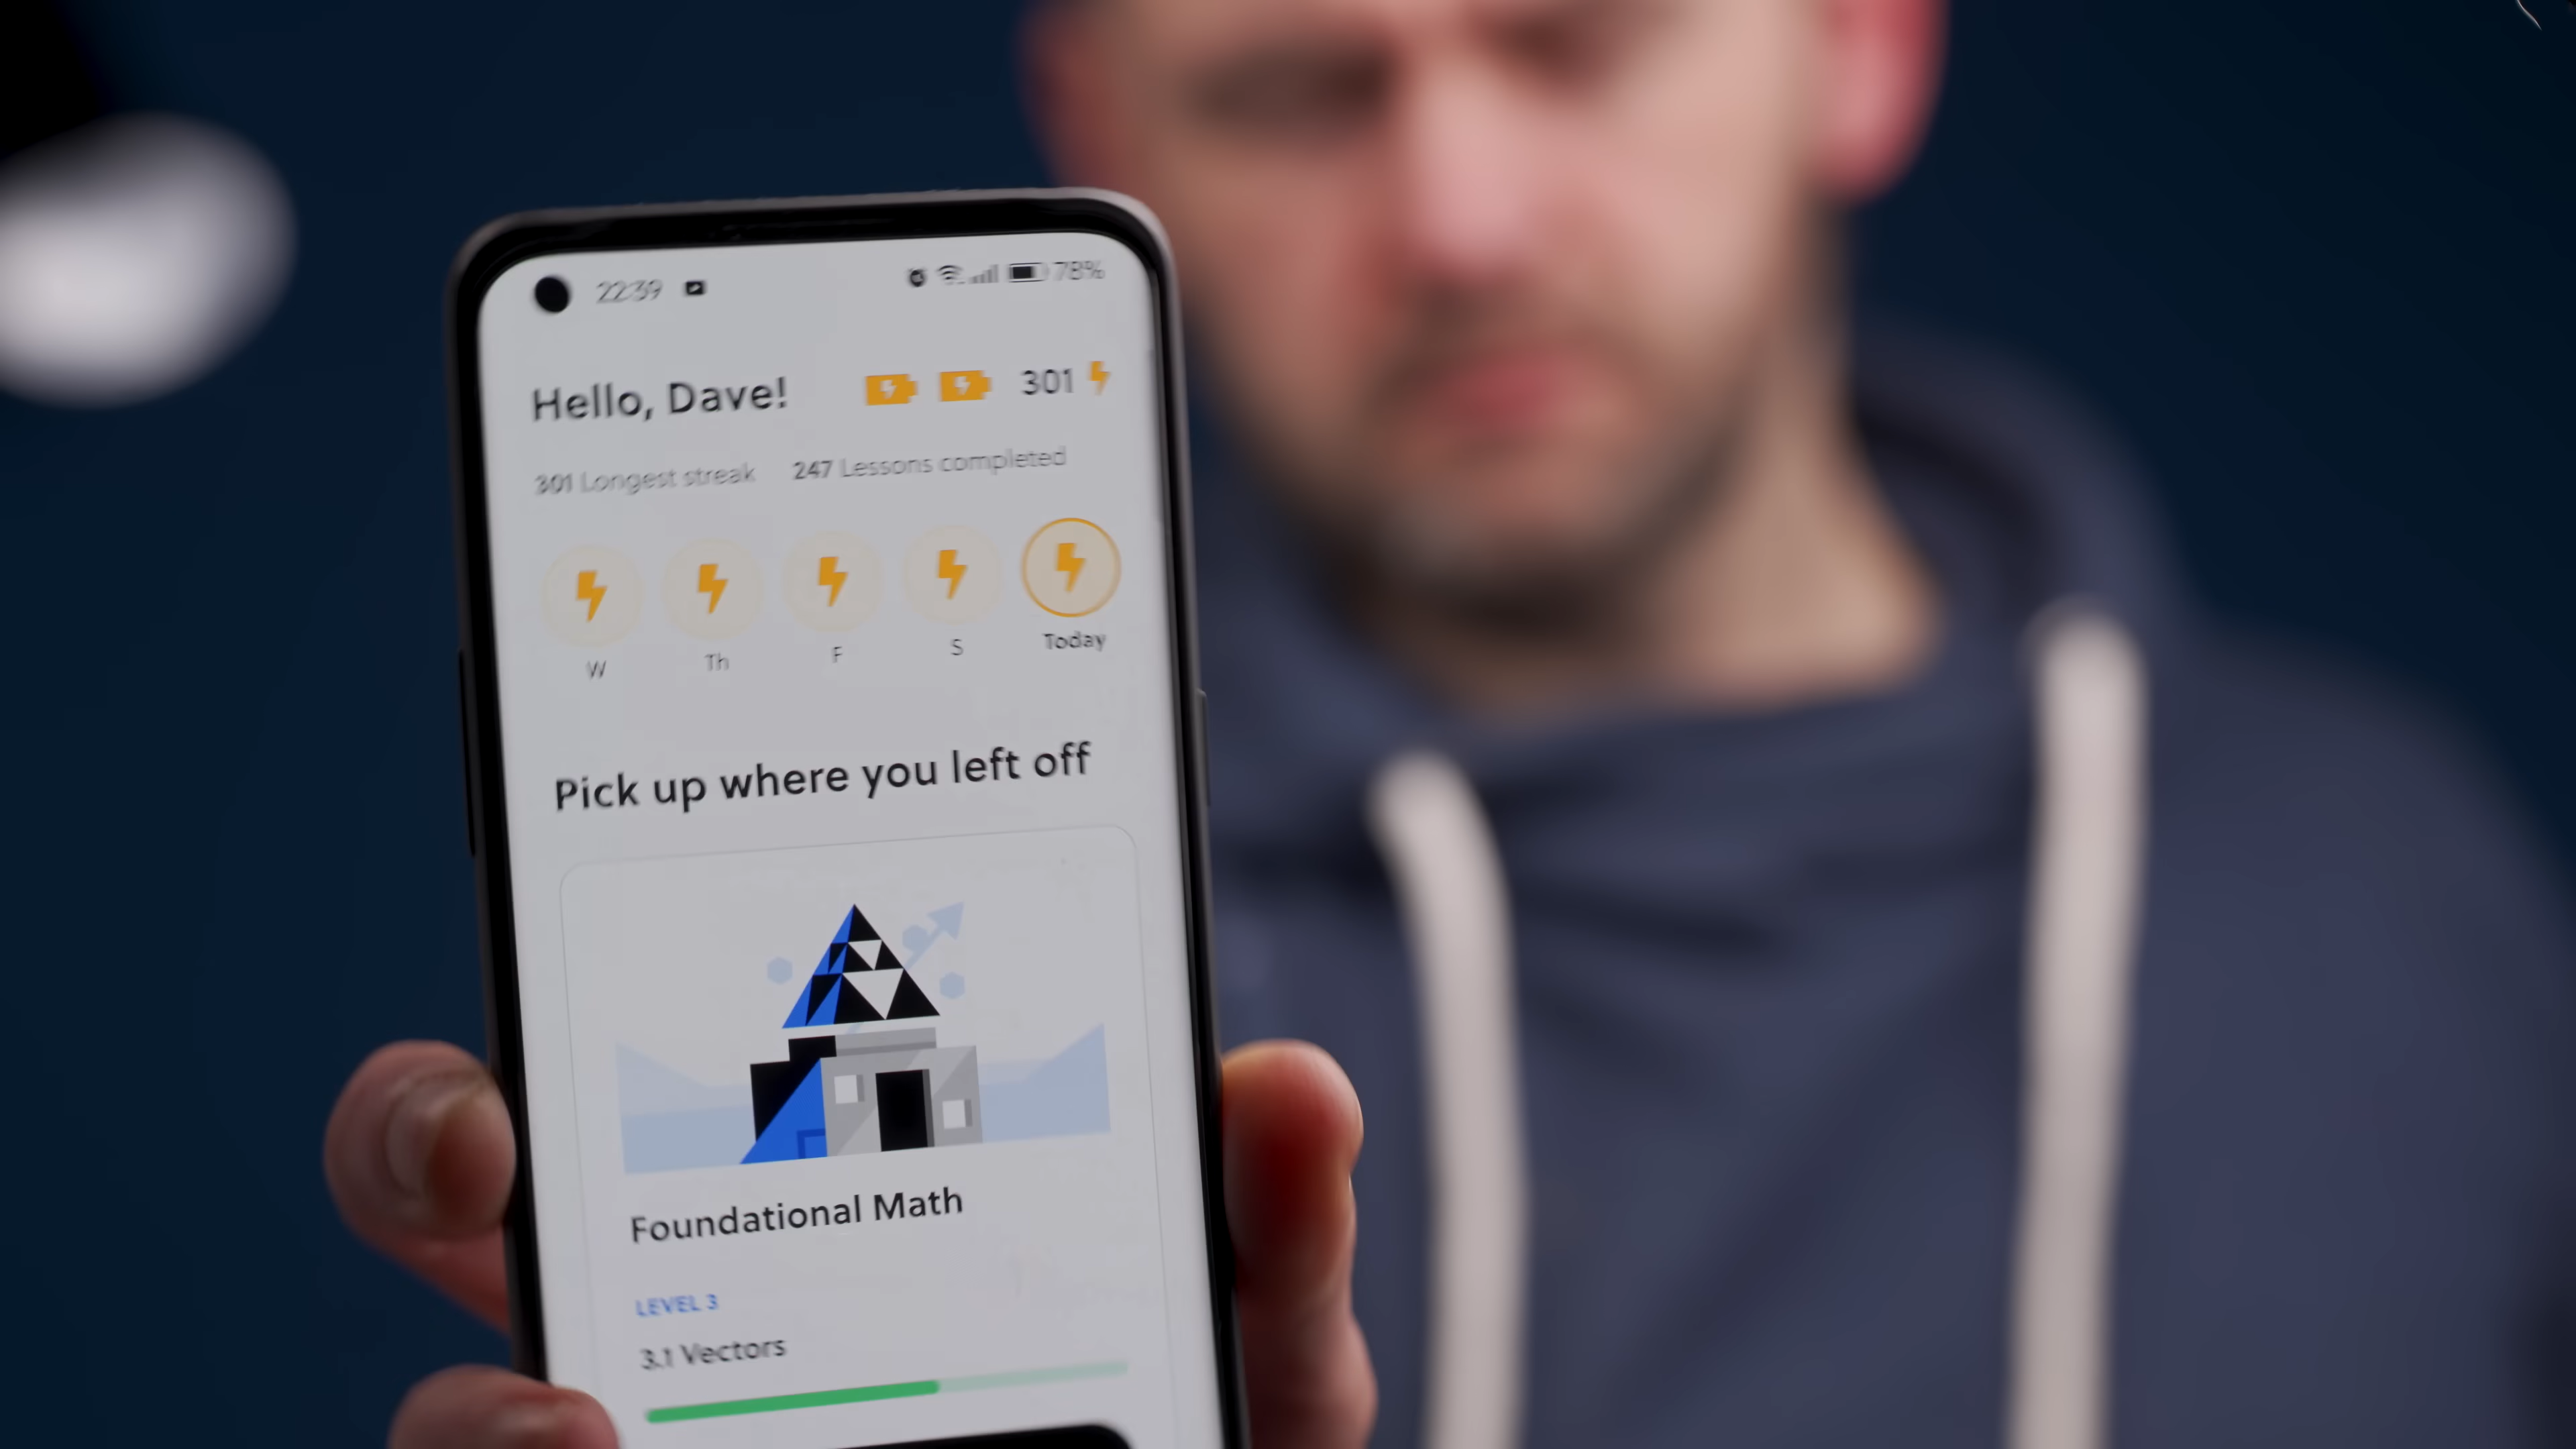 22:39 78%
Hello, Dave! 301
301 Longest streak 247 Lessons completed
W Th F S Today
Pick up where you left off
Foundational Math
LEVEL 3
3.1 Vectors